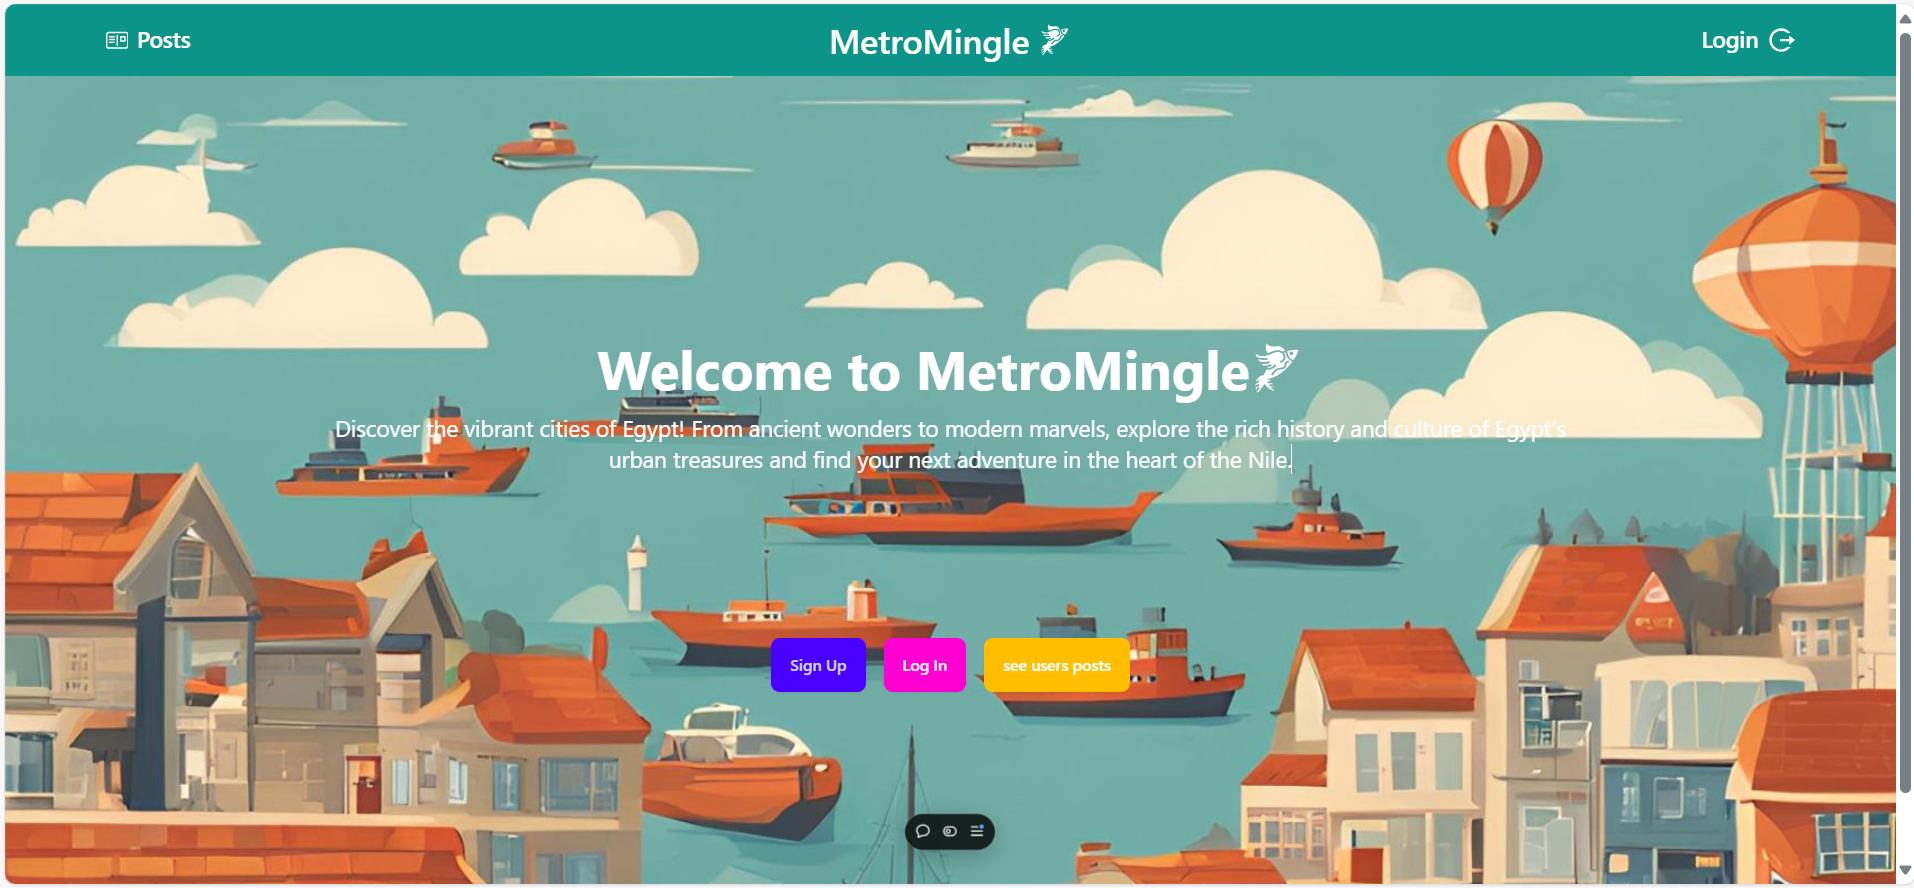 Posts
MetroMingle
Login
Welcome to MetroMingle
Discover the vibrant cities of Egypt! From ancient wonders to modern marvels, explore the rich history and culture of Egypt's
urban treasures and find your next adventure in the heart of the Nile.
Sign Up
Log In
see users posts